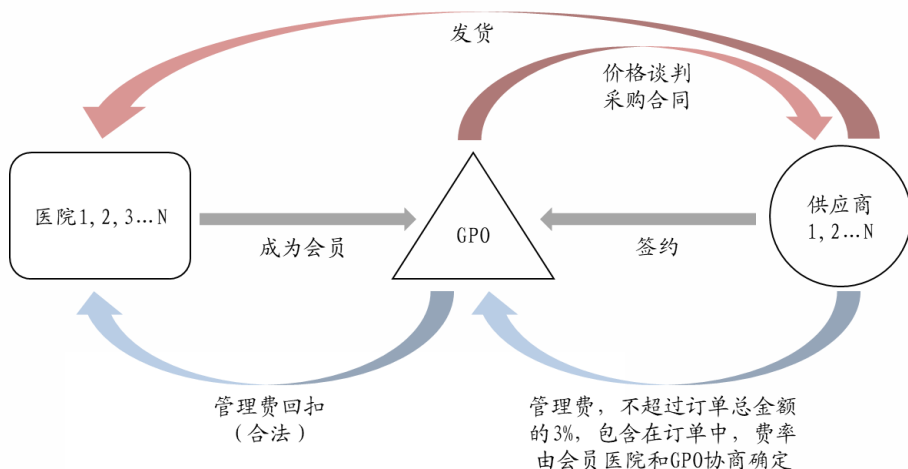 发货
价格谈判
采购合同
医院1,2,3…N
成为会员
GPO
签约
供应商
1,2…N
管理费回扣
(合法)
管理费，不超过订单总金额
的3%，包含在订单中，费率
由会员医院和GPO协商确定